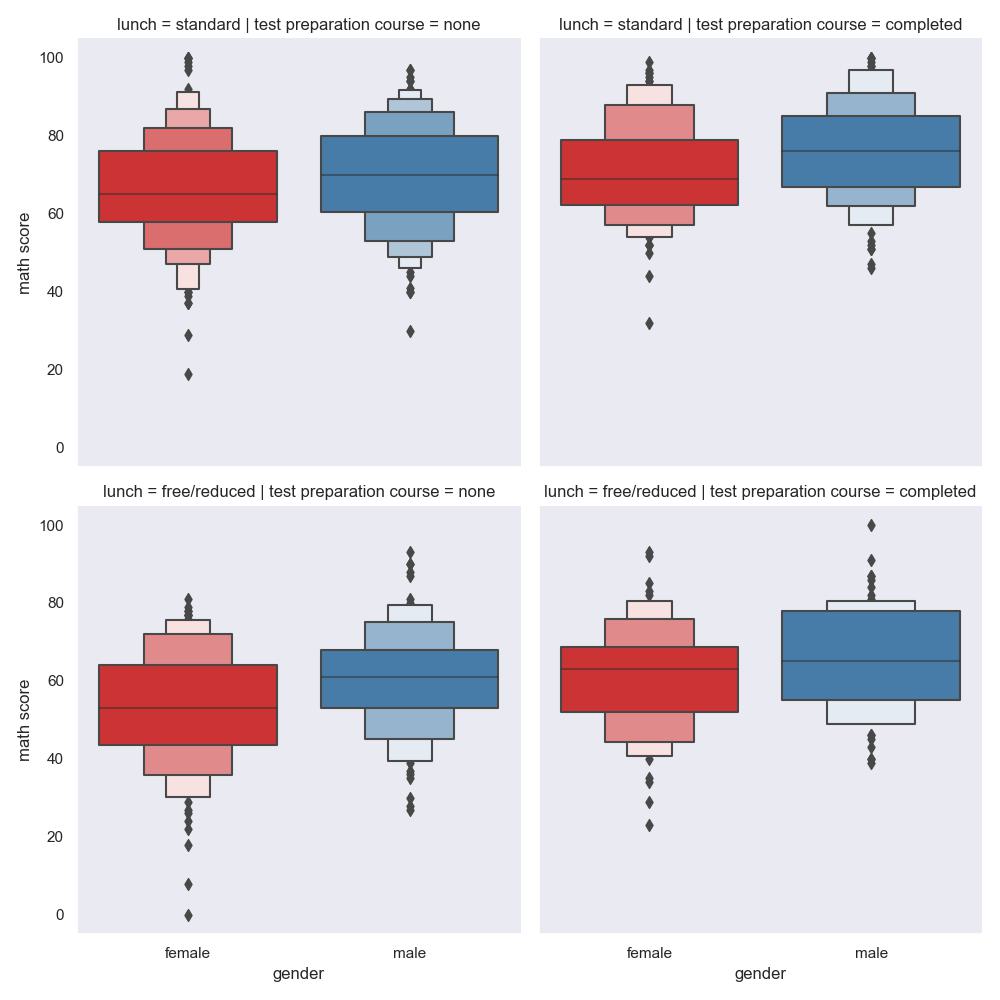 lunch = standard | test preparation course = none
lunch = standard | test preparation course = completed
100
80
60
40
20
0
math score
lunch = free/reduced | test preparation course = none
lunch = free/reduced | test preparation course = completed
100
80
60
40
20
0
math score
female
male
female
male
gender
gender